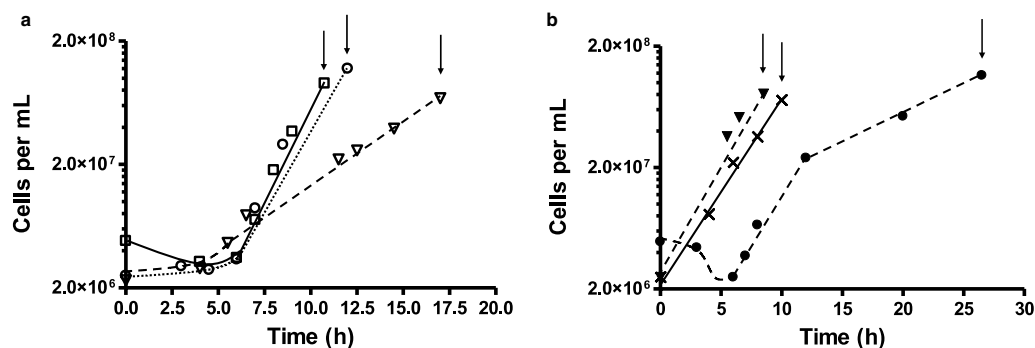 a
b
2.0×10⁸
2.0×10⁷
2.0×10⁶
Cells per mL
0.0 2.5 5.0 7.5 10.0 12.5 15.0 17.5 20.0
Time (h)
2.0×10⁸
2.0×10⁷
2.0×10⁶
Cells per mL
0 5 10 15 20 25 30
Time (h)